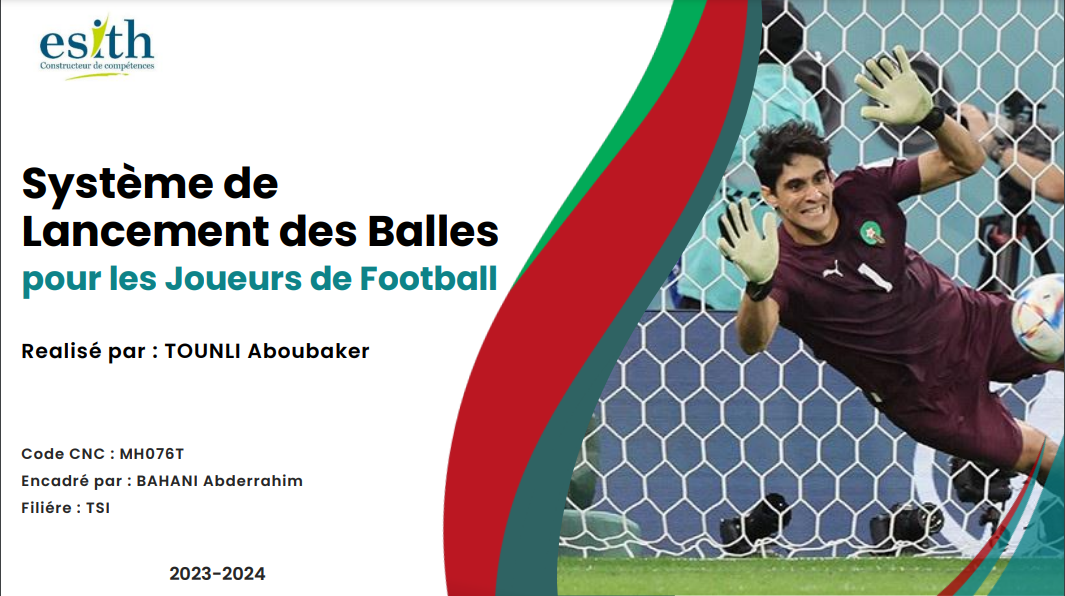 esith
Constructeur de compétences
Système de
Lancement des Balles
pour les Joueurs de Football
Realisé par : TOUNLI Aboubaker
Code CNC : MH076T
Encadré par : BAHANI Abderrahim
Filiére : TSI
2023-2024
1